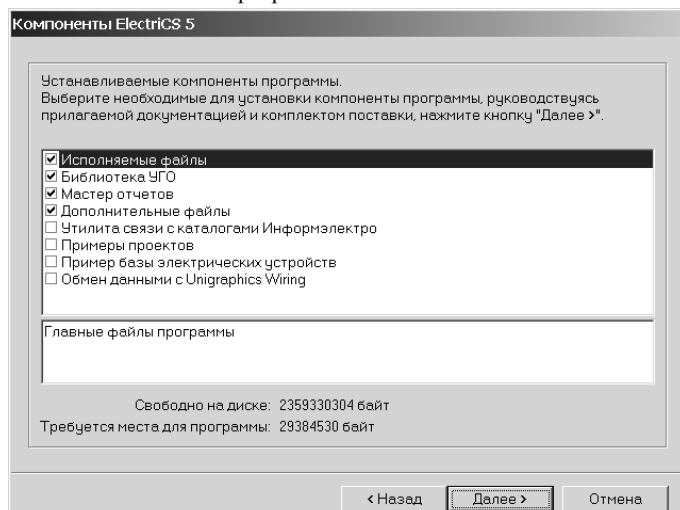 Компоненты ElectriCS 5
Устанавливаемые компоненты программы.
Выберите необходимые для установки компоненты программы, руководствуясь
прилагаемой документацией и комплектом поставки, нажмите кнопку "Далее >".
Исполняемые файлы
Библиотека УГО
Мастер отчетов
Дополнительные файлы
Утилита связи с каталогами Информэлектро
Примеры проектов
Пример базы электрических устройств
Обмен данными с Unigraphics Wiring
Главные файлы программы
Свободно на диске: 2359330304 байт
Требуется места для программы: 29384530 байт
< Назад Далее > Отмена